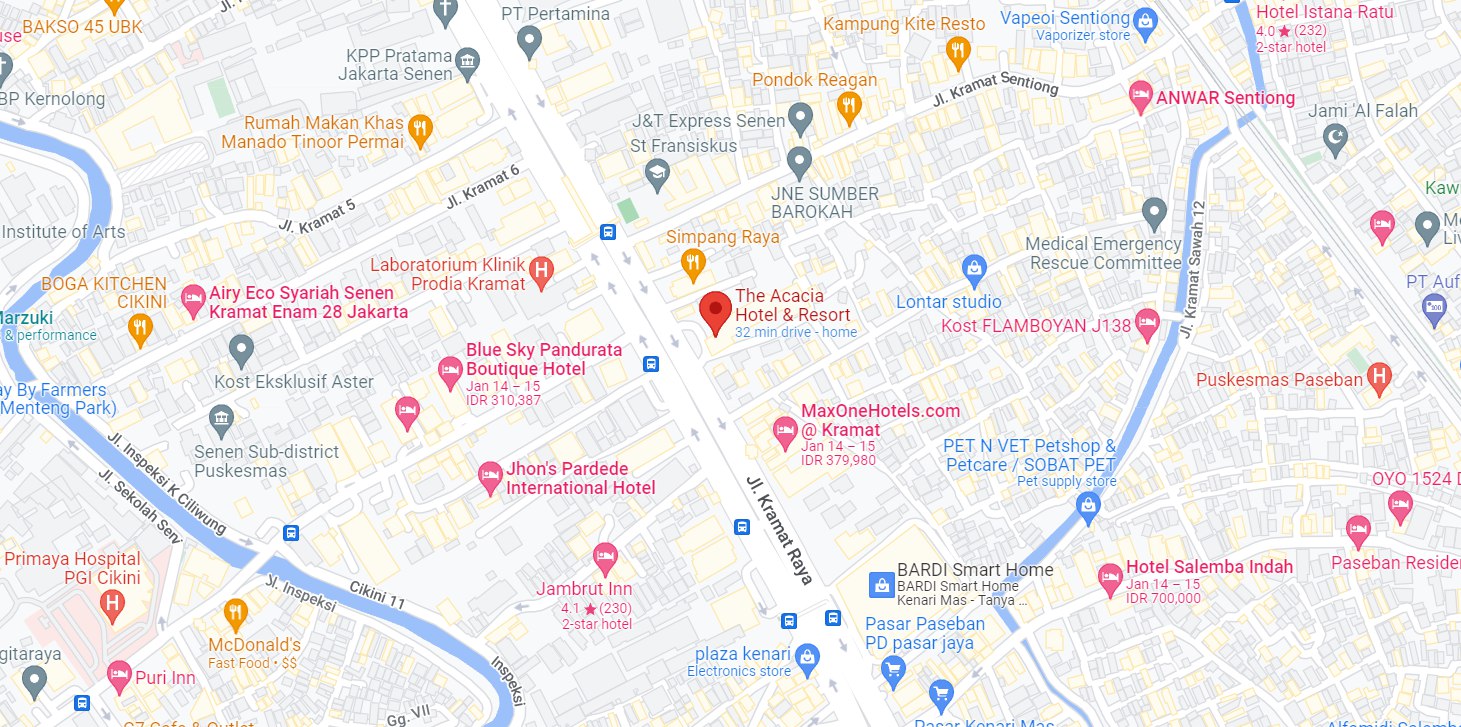 BAKSO 45 UBK
PT Pertamina
Kampung Kite Resto
Vapeoi Sentiong
Vaporizer store
Hotel Istana Ratu
4.0 ★ (232)
2-star hotel
use
KPP Pratama
Jakarta Senen
BP Kernolong
Pondok Reagan
Jl. Kramat Sentiong
ANWAR Sentiong
Jami 'Al Falah
Rumah Makan Khas
Manado Tinoor Permai
J&T Express Senen
St Fransiskus
JNE SUMBER
BAROKAH
Jl. Kramat 6
Jl. Kramat 5
Institute of Arts
Kaw
Me
Liv
Medical Emergency
Rescue Committee
Jl. Kramat Sawah 12
Simpang Raya
Laboratorium Klinik
Prodia Kramat
BOGA KITCHEN
CIKINI
Airy Eco Syariah Senen
Kramat Enam 28 Jakarta
The Acacia
Hotel & Resort
32 min drive - home
Lontar studio
PT Auf
Marzuki
& performance
Kost FLAMBOYAN J138
Blue Sky Pandurata
Boutique Hotel
Jan 14 – 15
IDR 310,387
Kost Eksklusif Aster
Puskesmas Paseban
ay By Farmers
Menteng Park)
MaxOneHotels.com
@ Kramat
Jan 14 – 15
IDR 379,980
PET N VET Petshop &
Petcare / SOBAT PET
Pet supply store
Senen Sub-district
Puskesmas
Jl. Inspeksi K Ciliwung
Jl. Sekolah Serv
Jhon's Pardede
International Hotel
Jl. Kramat Raya
OYO 1524 D
Primaya Hospital
PGI Cikini
Jl. Inspeksi
Cikini 11
Jambrut Inn
4.1 ★ (230)
2-star hotel
BARDI Smart Home
BARDI Smart Home
Kenari Mas - Tanya ...
Hotel Salemba Indah
Jan 14 – 15
IDR 700,000
Paseban Resider
McDonald's
Fast Food • $$
Pasar Paseban
PD pasar jaya
gitaraya
Puri Inn
plaza kenari
Electronics store
Inspeksi
Gg. VII
C7 Cafe & Outlet
Pasar Kenari Mas
Alfamidi Salemb